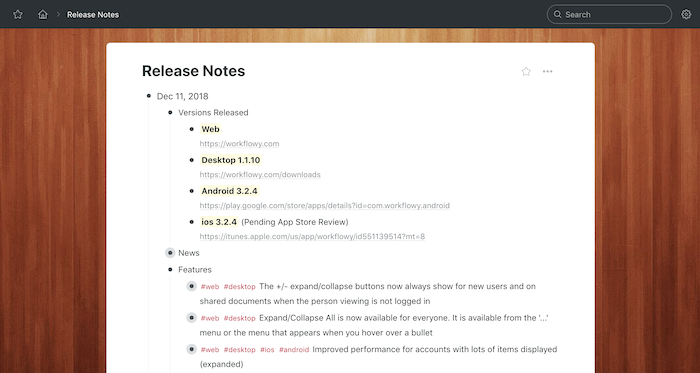 Release Notes
Search
Release Notes
Dec 11, 2018
Versions Released
Web
https://workflowy.com
Desktop 1.1.10
https://workflowy.com/downloads
Android 3.2.4
https://play.google.com/store/apps/details?id=com.workflowy.android
ios 3.2.4 (Pending App Store Review)
https://itunes.apple.com/us/app/workflowy/id551139514?mt=8
News
Features
#web #desktop The +/- expand/collapse buttons now always show for new users and on
shared documents when the person viewing is not logged in
#web #desktop Expand/Collapse All is now available for everyone. It is available from the '...'
menu or the menu that appears when you hover over a bullet
#web #desktop #ios #android Improved performance for accounts with lots of items displayed
(expanded)